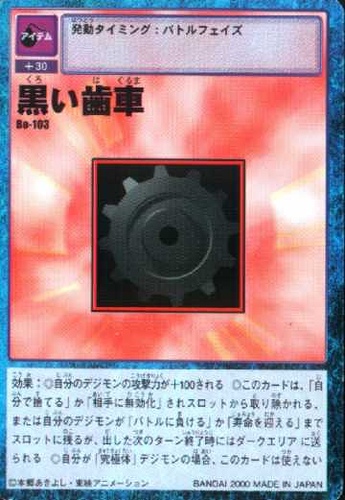 アイテム
発動タイミング：バトルフェイズ
+30
黒い歯車
Bo-103
効果：◎自分のデジモンの攻撃力が+100される　◎このカードは、「自
分で捨てる」か「相手に無効化」されスロットから取り除かれる、
または自分のデジモンが「バトルに負ける」か「寿命を迎える」まで
スロットに残るが、出した次のターン終了時にはダークエリアに送
られる　◎自分が「究極体」デジモンの場合、このカードは使えない
©本郷あきよし・東映アニメーション
BANDAI 2000 MADE IN JAPAN